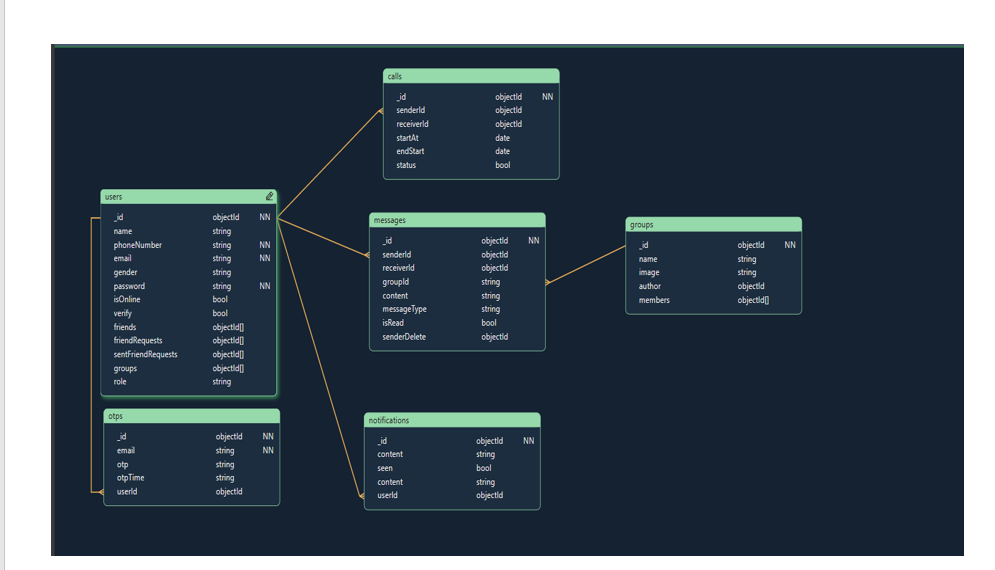 calls
_id objectId NN
senderId objectId
receiverId objectId
startAt date
endStart date
status bool
users
_id objectId NN
name string
phoneNumber string NN
email string NN
gender string
password string NN
isOnline bool
verify bool
friends objectId[]
friendRequests objectId[]
sentFriendRequests objectId[]
groups objectId[]
role string
messages
_id objectId NN
senderId objectId
receiverId objectId
groupId string
content string
messageType string
isRead bool
senderDelete objectId
groups
_id objectId NN
name string
image string
author objectId
members objectId[]
otps
_id objectId NN
email string NN
otp string
otpTime string
userId objectId
notifications
_id objectId NN
content string
seen bool
content string
userId objectId